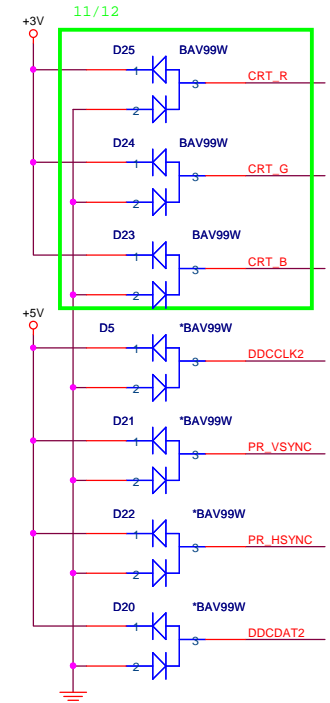 11/12
+3V
D25 BAV99W
1
3 CRT_R
2
D24 BAV99W
1
3 CRT_G
2
D23 BAV99W
1
3 CRT_B
2
+5V
D5 *BAV99W
1
3 DDCCLK2
2
D21 *BAV99W
1
3 PR_VSYNC
2
D22 *BAV99W
1
3 PR_HSYNC
2
D20 *BAV99W
1
3 DDCDAT2
2